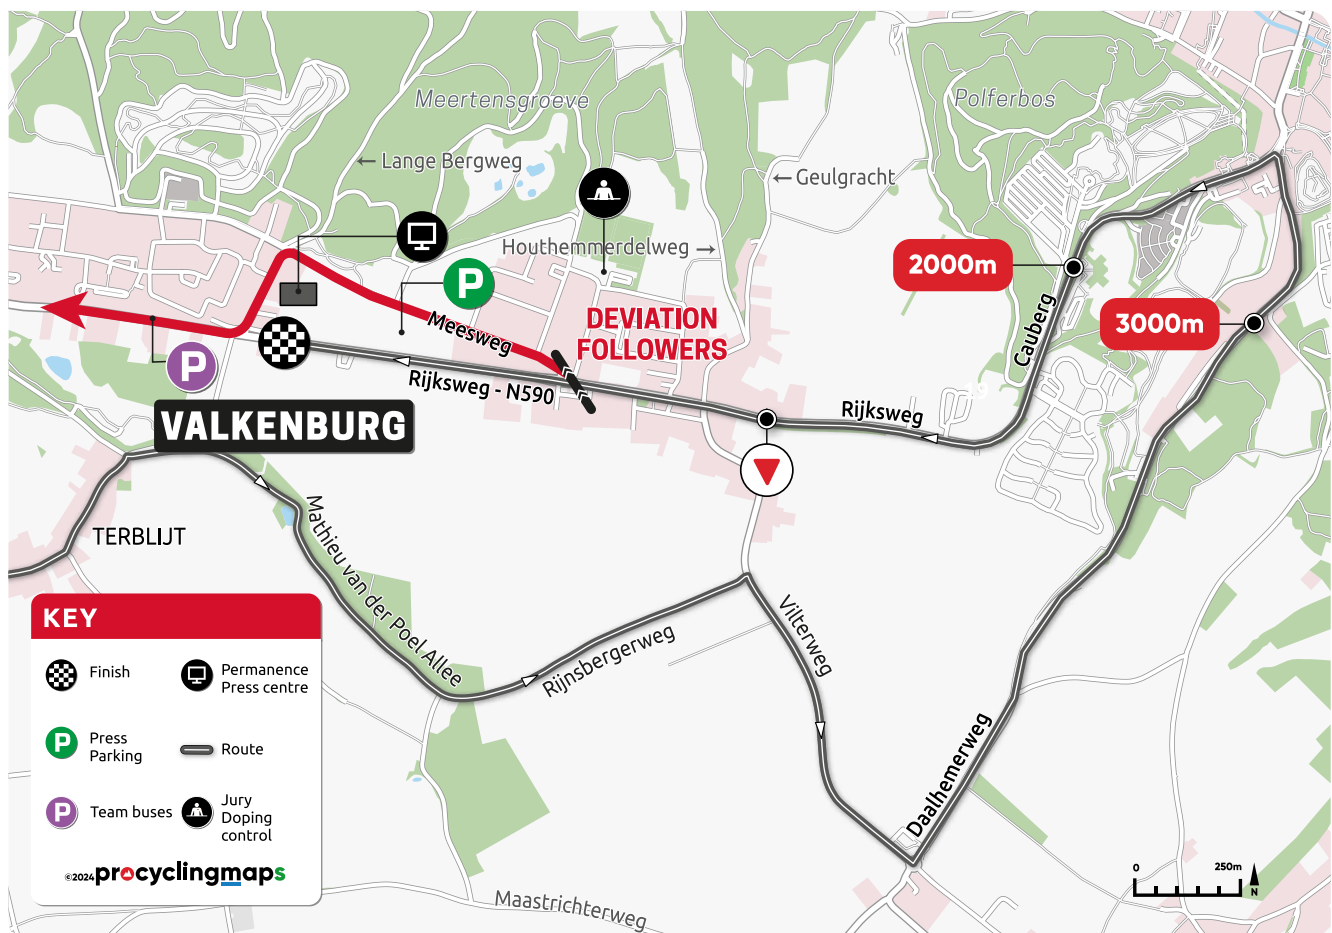 Meertensgroeve
Polferbos
← Lange Bergweg
← Geulgracht
Houthemmerdelweg →
2000m
3000m
P
DEVIATION
FOLLOWERS
Meesweg
Cauberg
P
Rijksweg - N590
19
Rijksweg
VALKENBURG
TERBLIJT
Mathieu van der Poel Allee
Rijnsbergerweg
Vilterweg
Daalhemerweg
Maastrichterweg
KEY
Finish
Permanence
Press centre
P
Press
Parking
Route
P
Team buses
Jury
Doping
control
©2024 procyclingmaps
0 250m
N